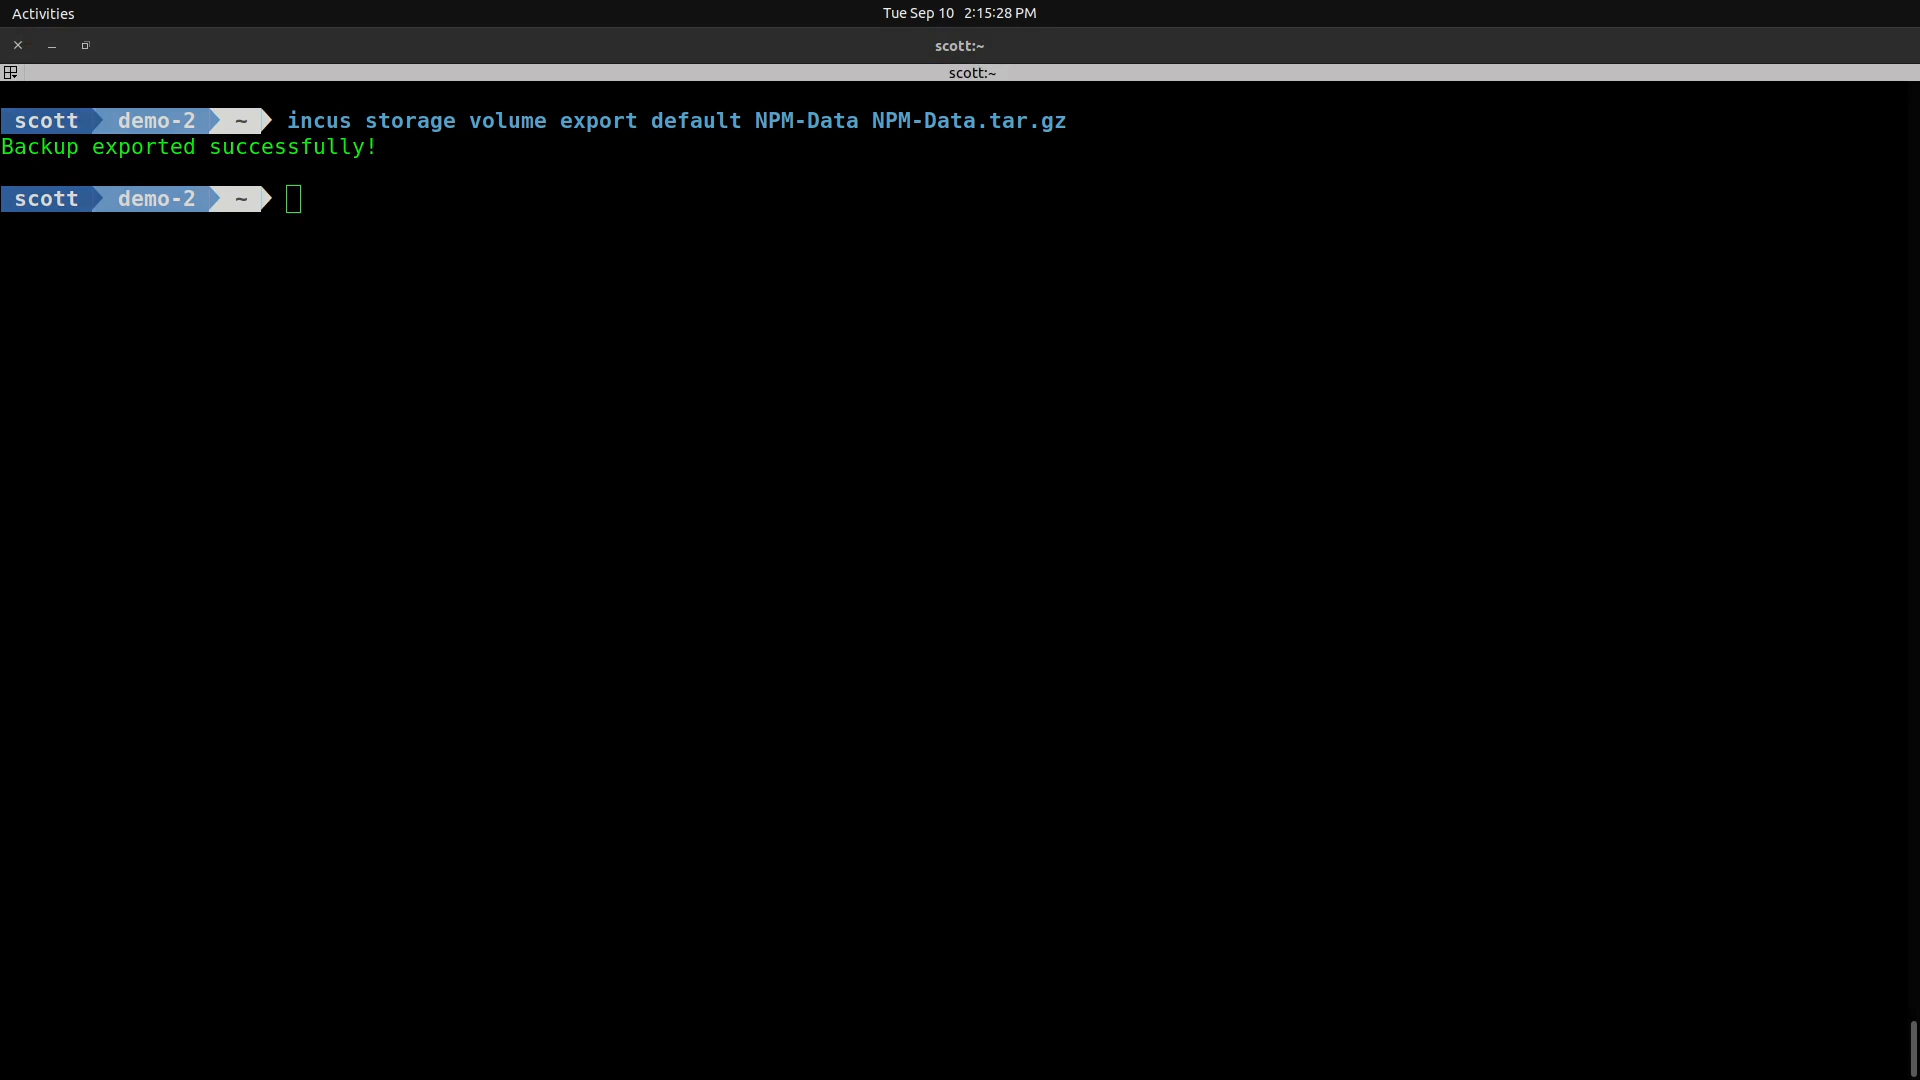 Activities
Tue Sep 10 2:15:28 PM
scott:~
scott:~
scott demo-2 ~ incus storage volume export default NPM-Data NPM-Data.tar.gz
Backup exported successfully!
scott demo-2 ~